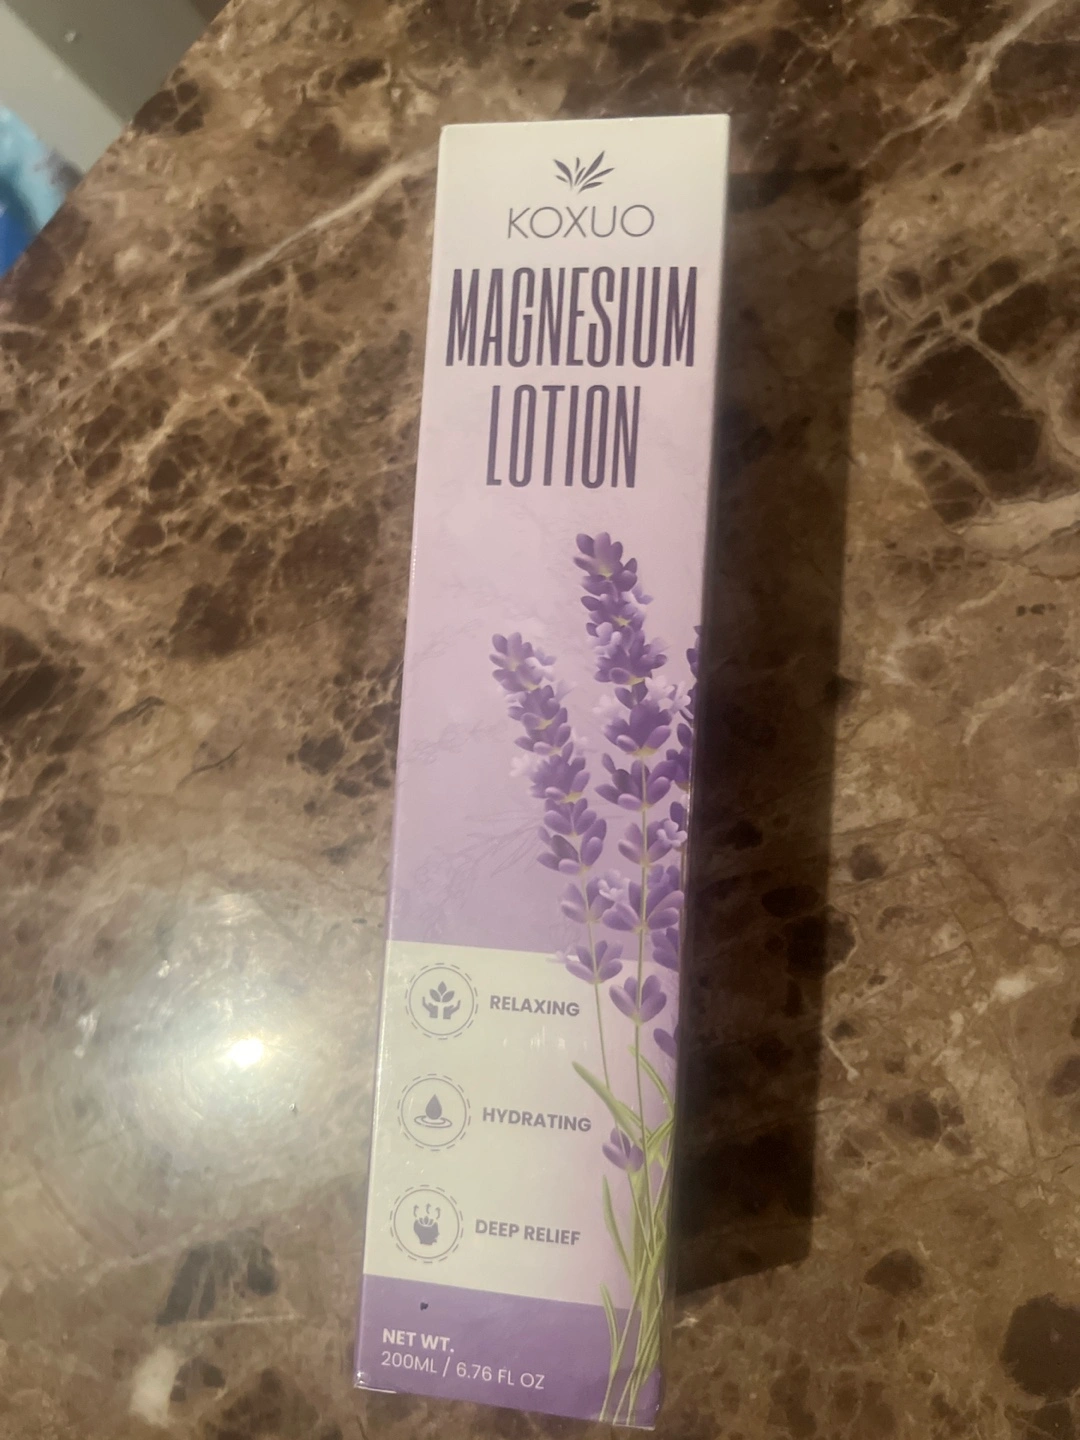 KOXUO
MAGNESIUM
LOTION
RELAXING
HYDRATING
DEEP RELIEF
NET WT.
200ML / 6.76 FL OZ